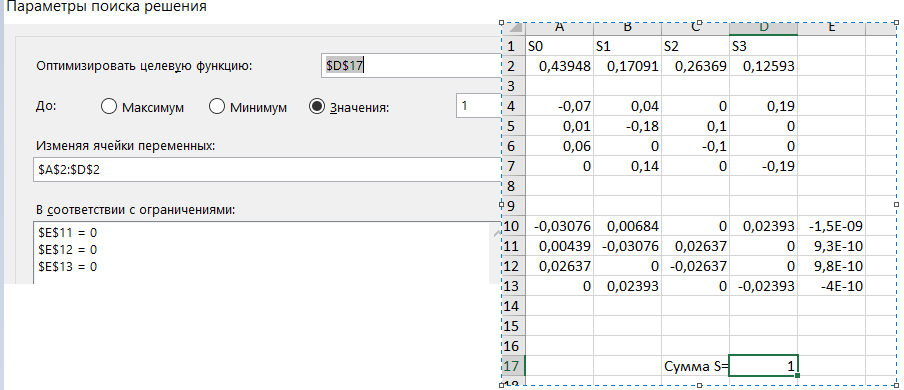 Параметры поиска решения
Оптимизировать целевую функцию: $D$17
До: Максимум Минимум Значения: 1
Изменяя ячейки переменных:
$A$2:$D$2
В соответствии с ограничениями:
$E$11 = 0
$E$12 = 0
$E$13 = 0
A B C D E
1 S0 S1 S2 S3
2 0,43948 0,17091 0,26369 0,12593
3
4 -0,07 0,04 0 0,19
5 0,01 -0,18 0,1 0
6 0,06 0 -0,1 0
7 0 0,14 0 -0,19
8
9
10 -0,03076 0,00684 0 0,02393 -1,5E-09
11 0,00439 -0,03076 0,02637 0 9,3E-10
12 0,02637 0 -0,02637 0 9,8E-10
13 0 0,02393 0 -0,02393 -4E-10
14
15
16
17 Сумма S= 1
18